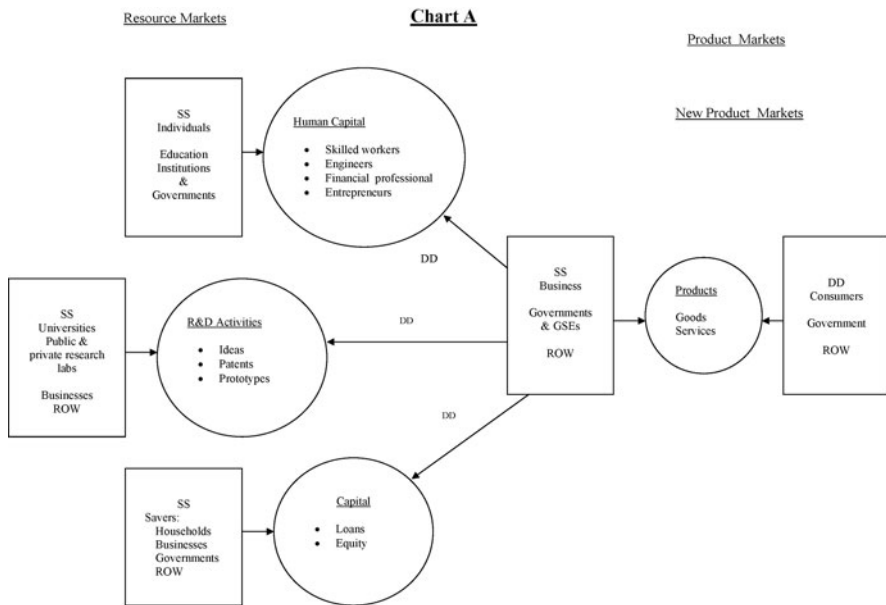 Resource Markets
Chart A
Product Markets
New Product Markets
SS
Individuals
Education
Institutions
&
Governments
Human Capital
• Skilled workers
• Engineers
• Financial professional
• Entrepreneurs
DD
SS
Universities
Public &
private research
labs
Businesses
ROW
R&D Activities
• Ideas
• Patents
• Prototypes
DD
SS
Business
Governments
& GSEs
ROW
Products
Goods
Services
DD
Consumers
Government
ROW
DD
SS
Savers:
Households
Businesses
Governments
ROW
Capital
• Loans
• Equity